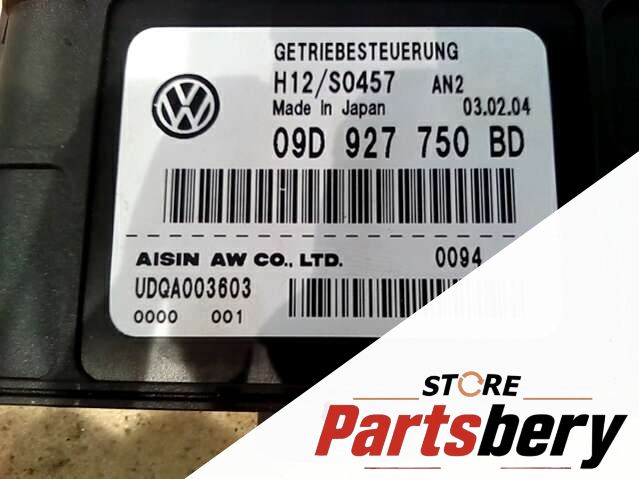 GETRIEBESTEUERUNG
H12/S0457 AN2
Made In Japan 03.02.04
09D 927 750 BD
AISIN AW CO., LTD. 0094
UDQA003603
0000 001
STORE
Partsbery